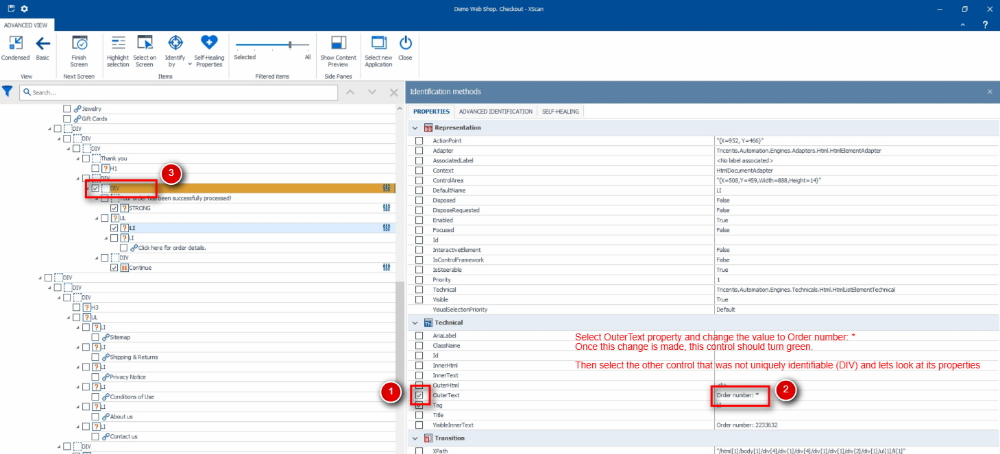 Demo Web Shop. Checkout - XScan
ADVANCED VIEW
?
Condensed
Basic
Finish Screen
Highlight selection
Select on Screen
Identify by
Self-Healing Properties
Selected
All
Show Content Preview
Select new Application
Close
View
Next Screen
Items
Filtered items
Side Panes
Search...
Jewelry
Gift Cards
DIV
DIV
DIV
Thank you
?H1
DIV
3
DIV
Your order has been successfully processed!
?STRONG
?UL
?LI
?LI
Click here for order details.
DIV
OK Continue
DIV
DIV
DIV
?H3
?UL
?LI
Sitemap
?LI
Shipping & Returns
?LI
Privacy Notice
?LI
Conditions of Use
?LI
About us
?LI
Contact us
DIV
Identification methods
PROPERTIES ADVANCED IDENTIFICATION SELF-HEALING
Representation
ActionPoint "{X=952, Y=466}"
Adapter Tricentis.Automation.Engines.Adapters.Html.HtmlElementAdapter
AssociatedLabel <No label associated>
Context HtmlDocumentAdapter
ControlArea "{X=508,Y=459,Width=888,Height=14}"
DefaultName LI
Disposed False
DisposeRequested False
Enabled True
Focused False
Id
InteractiveElement False
IsControlFramework False
IsSteerable True
Priority 1
Technical Tricentis.Automation.Engines.Technicals.Html.HtmlListElementTechnical
Visible True
VisualSelectionPriority Default
Technical
AriaLabel
ClassName
Id
InnerHtml
InnerText
OuterHtml
OuterText Order number: *
Tag LI
Title
VisibleInnerText Order number: 2233632
Transition
XPath "/html[1]/body[1]/div[4]/div[1]/div[4]/div[1]/div[1]/div[2]/div[1]/ul[1]/li[1]"
Select OuterText property and change the value to Order number: *
Once this change is made, this control should turn green.
Then select the other control that was not uniquely identifiable (DIV) and lets look at its properties
1
2